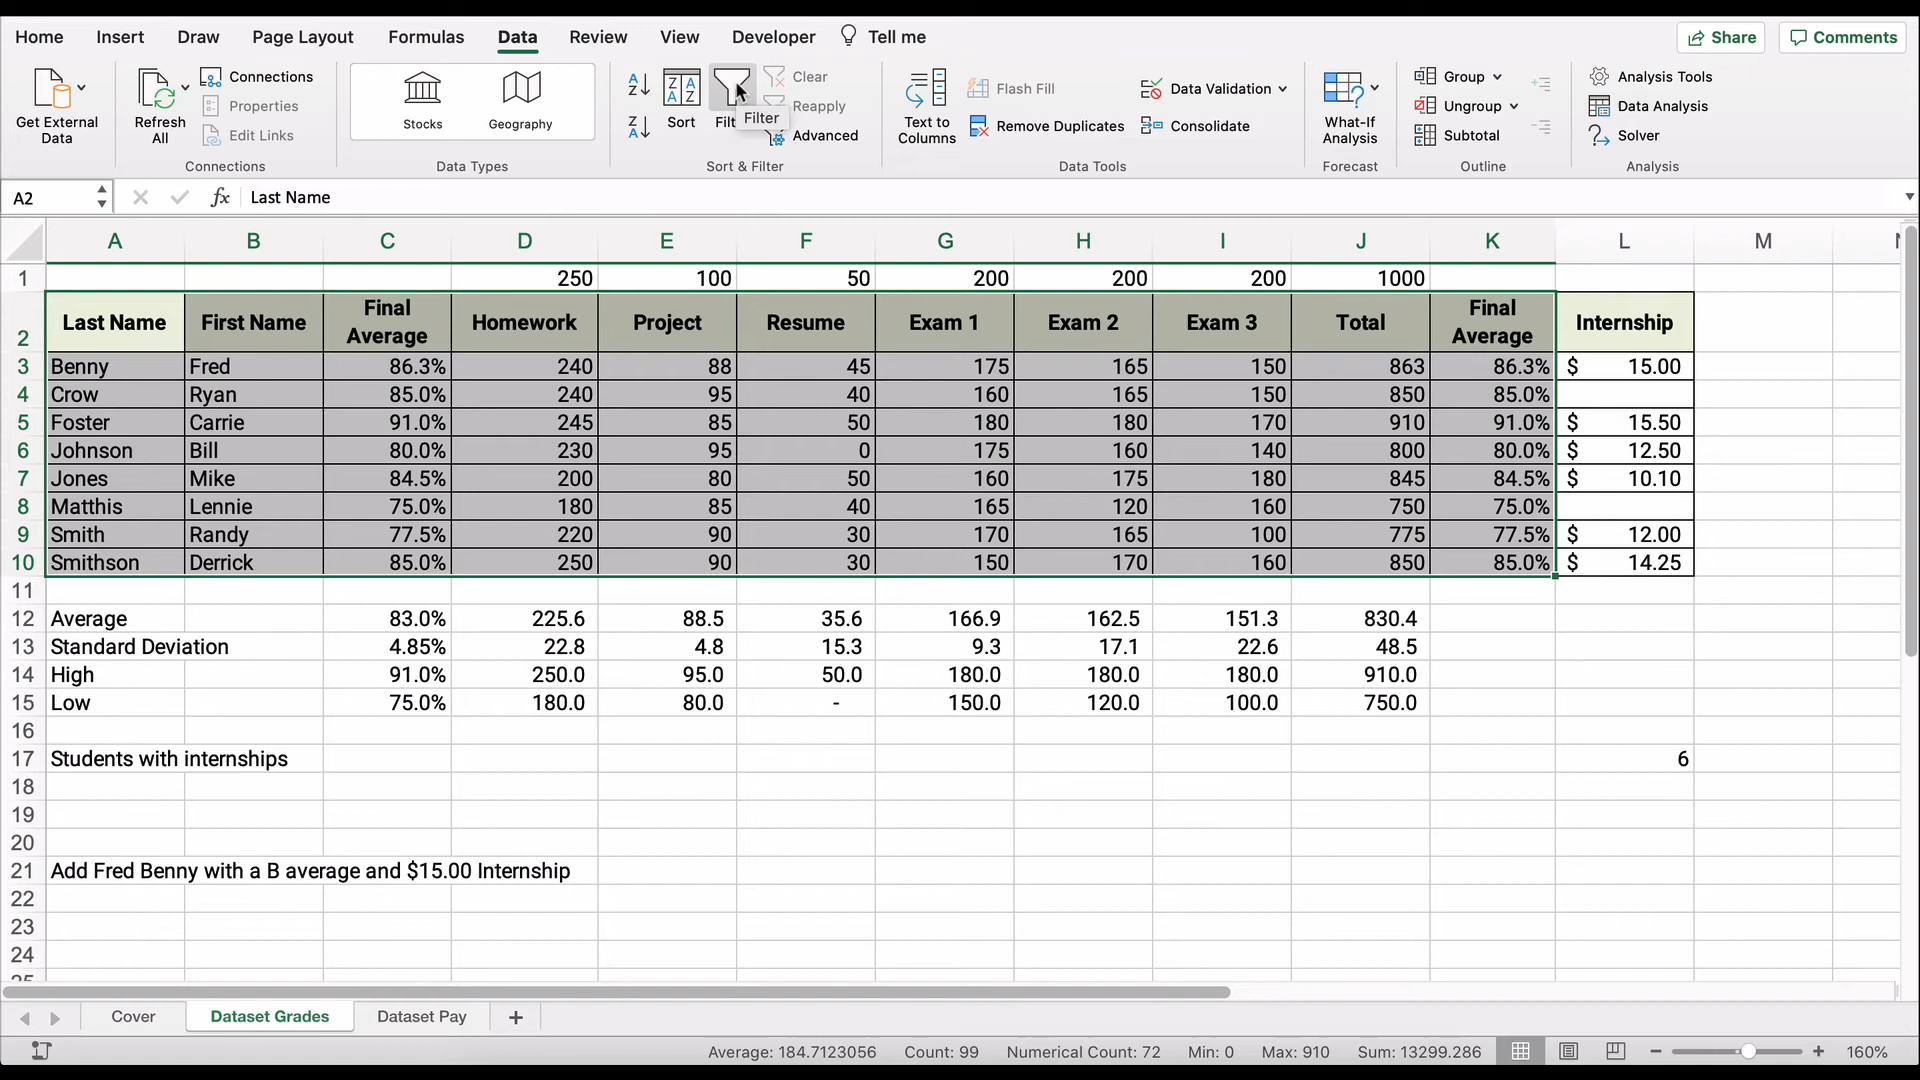 Home Insert Draw Page Layout Formulas Data Review View Developer Tell me Share Comments
Get External Data
Refresh All
Connections
Properties
Edit Links
Connections
Stocks
Geography
Data Types
Sort
Filter
Clear
Reapply
Advanced
Sort & Filter
Text to Columns
Flash Fill
Remove Duplicates
Data Validation
Consolidate
Data Tools
What-If Analysis
Forecast
Group
Ungroup
Subtotal
Outline
Analysis Tools
Data Analysis
Solver
Analysis
A2 fx Last Name
A B C D E F G H I J K L M
1 250 100 50 200 200 200 1000
2 Last Name First Name Final Average Homework Project Resume Exam 1 Exam 2 Exam 3 Total Final Average Internship
3 Benny Fred 86.3% 240 88 45 175 165 150 863 86.3% $ 15.00
4 Crow Ryan 85.0% 240 95 40 160 165 150 850 85.0%
5 Foster Carrie 91.0% 245 85 50 180 180 170 910 91.0% $ 15.50
6 Johnson Bill 80.0% 230 95 0 175 160 140 800 80.0% $ 12.50
7 Jones Mike 84.5% 200 80 50 160 175 180 845 84.5% $ 10.10
8 Matthis Lennie 75.0% 180 85 40 165 120 160 750 75.0%
9 Smith Randy 77.5% 220 90 30 170 165 100 775 77.5% $ 12.00
10 Smithson Derrick 85.0% 250 90 30 150 170 160 850 85.0% $ 14.25
11
12 Average 83.0% 225.6 88.5 35.6 166.9 162.5 151.3 830.4
13 Standard Deviation 4.85% 22.8 4.8 15.3 9.3 17.1 22.6 48.5
14 High 91.0% 250.0 95.0 50.0 180.0 180.0 180.0 910.0
15 Low 75.0% 180.0 80.0 - 150.0 120.0 100.0 750.0
16
17 Students with internships 6
18
19
20
21 Add Fred Benny with a B average and $15.00 Internship
22
23
24
Cover Dataset Grades Dataset Pay +
Average: 184.7123056 Count: 99 Numerical Count: 72 Min: 0 Max: 910 Sum: 13299.286 160%